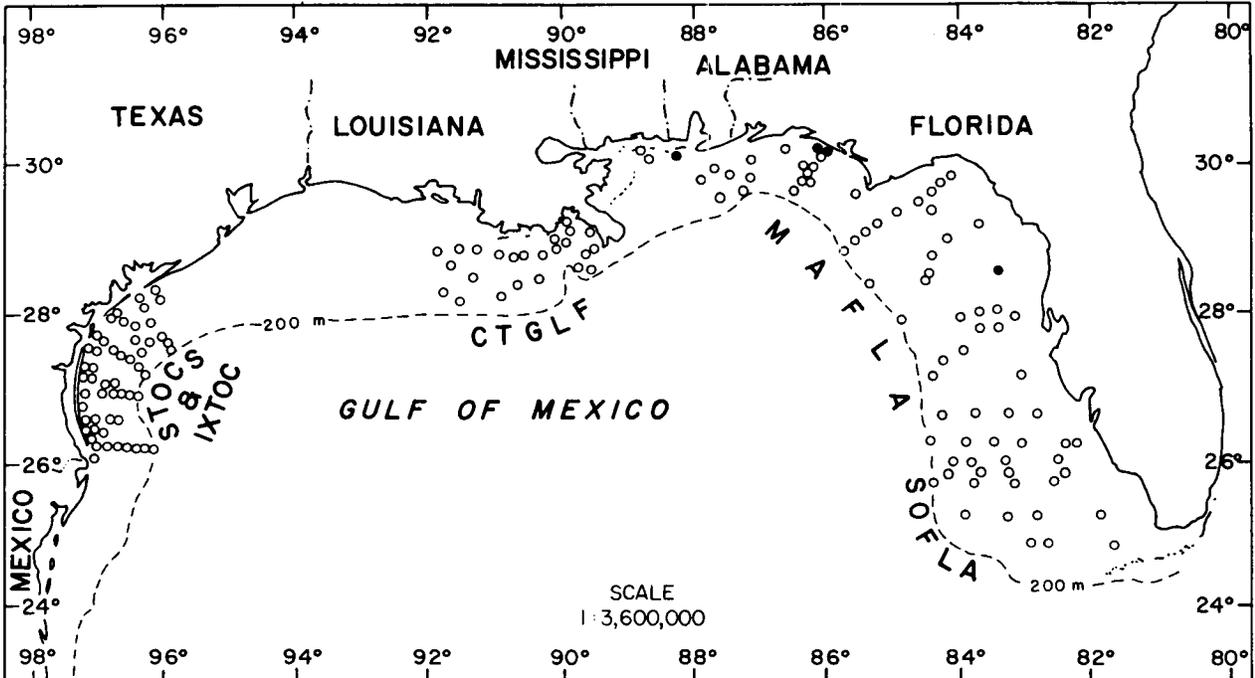 98° 96° 94° 92° 90° 88° 86° 84° 82° 80°
MISSISSIPPI ALABAMA
TEXAS LOUISIANA FLORIDA
30° 30°
MAFLA
28° 28°
200 m
CTGLF
STOCS
&
IXTOC
GULF OF MEXICO
26° 26°
SOFLA
MEXICO
200 m
SCALE
1:3,600,000
24° 24°
98° 96° 94° 92° 90° 88° 86° 84° 82° 80°